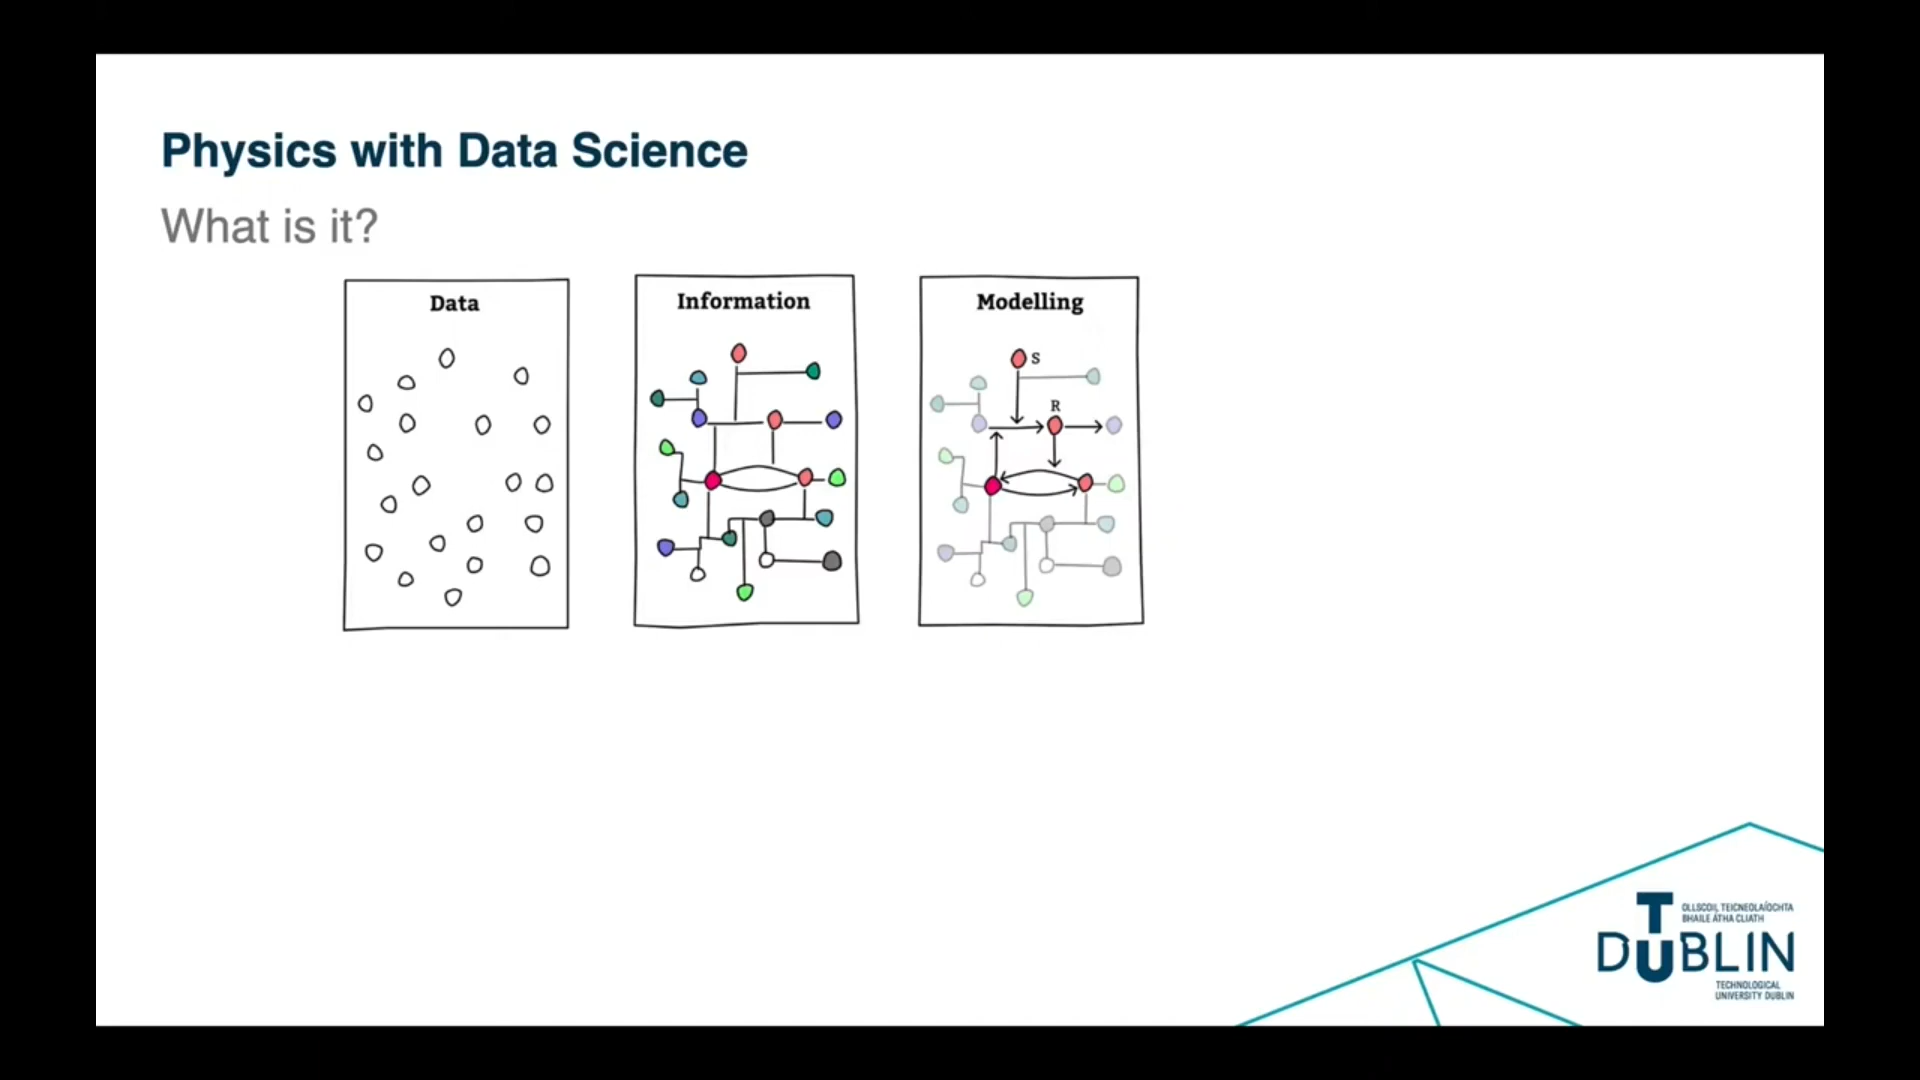 Physics with Data Science
What is it?
Data
Information
Modelling
S
R
OLLSCOIL TEICNEOLAÍOCHTA
BHAILE ÁTHA CLIATH
TU DUBLIN
TECHNOLOGICAL
UNIVERSITY DUBLIN